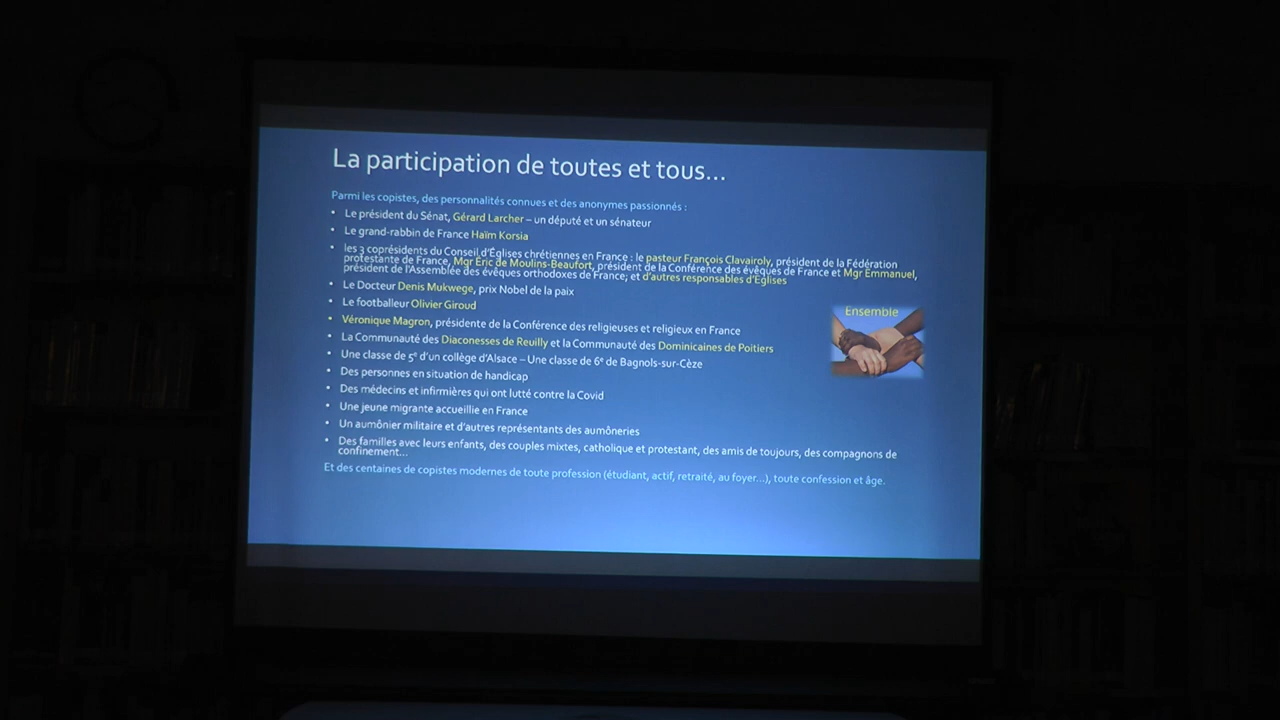 La participation de toutes et tous...
Parmi les copistes, des personnalités connues et des anonymes passionnés :
• Le président du Sénat, Gérard Larcher – un député et un sénateur
• Le grand-rabbin de France Haïm Korsia
• les 3 coprésidents du Conseil d'Églises chrétiennes en France : le pasteur François Clavairoly, président de la Fédération
protestante de France, Mgr Eric de Moulins-Beaufort, président de la Conférence des évêques de France et Mgr Emmanuel,
président de l'Assemblée des évêques orthodoxes de France; et d'autres responsables d'Eglises
• Le Docteur Denis Mukwege, prix Nobel de la paix
• Le footballeur Olivier Giroud
• Véronique Magron, présidente de la Conférence des religieuses et religieux en France
• La Communauté des Diaconesses de Reuilly et la Communauté des Dominicaines de Poitiers
• Une classe de 5e d'un collège d'Alsace – Une classe de 6e de Bagnols-sur-Cèze
• Des personnes en situation de handicap
• Des médecins et infirmières qui ont lutté contre la Covid
• Une jeune migrante accueillie en France
• Un aumônier militaire et d'autres représentants des aumôneries
• Des familles avec leurs enfants, des couples mixtes, catholique et protestant, des amis de toujours, des compagnons de
confinement...
Et des centaines de copistes modernes de toute profession (étudiant, actif, retraité, au foyer...), toute confession et âge.
Ensemble